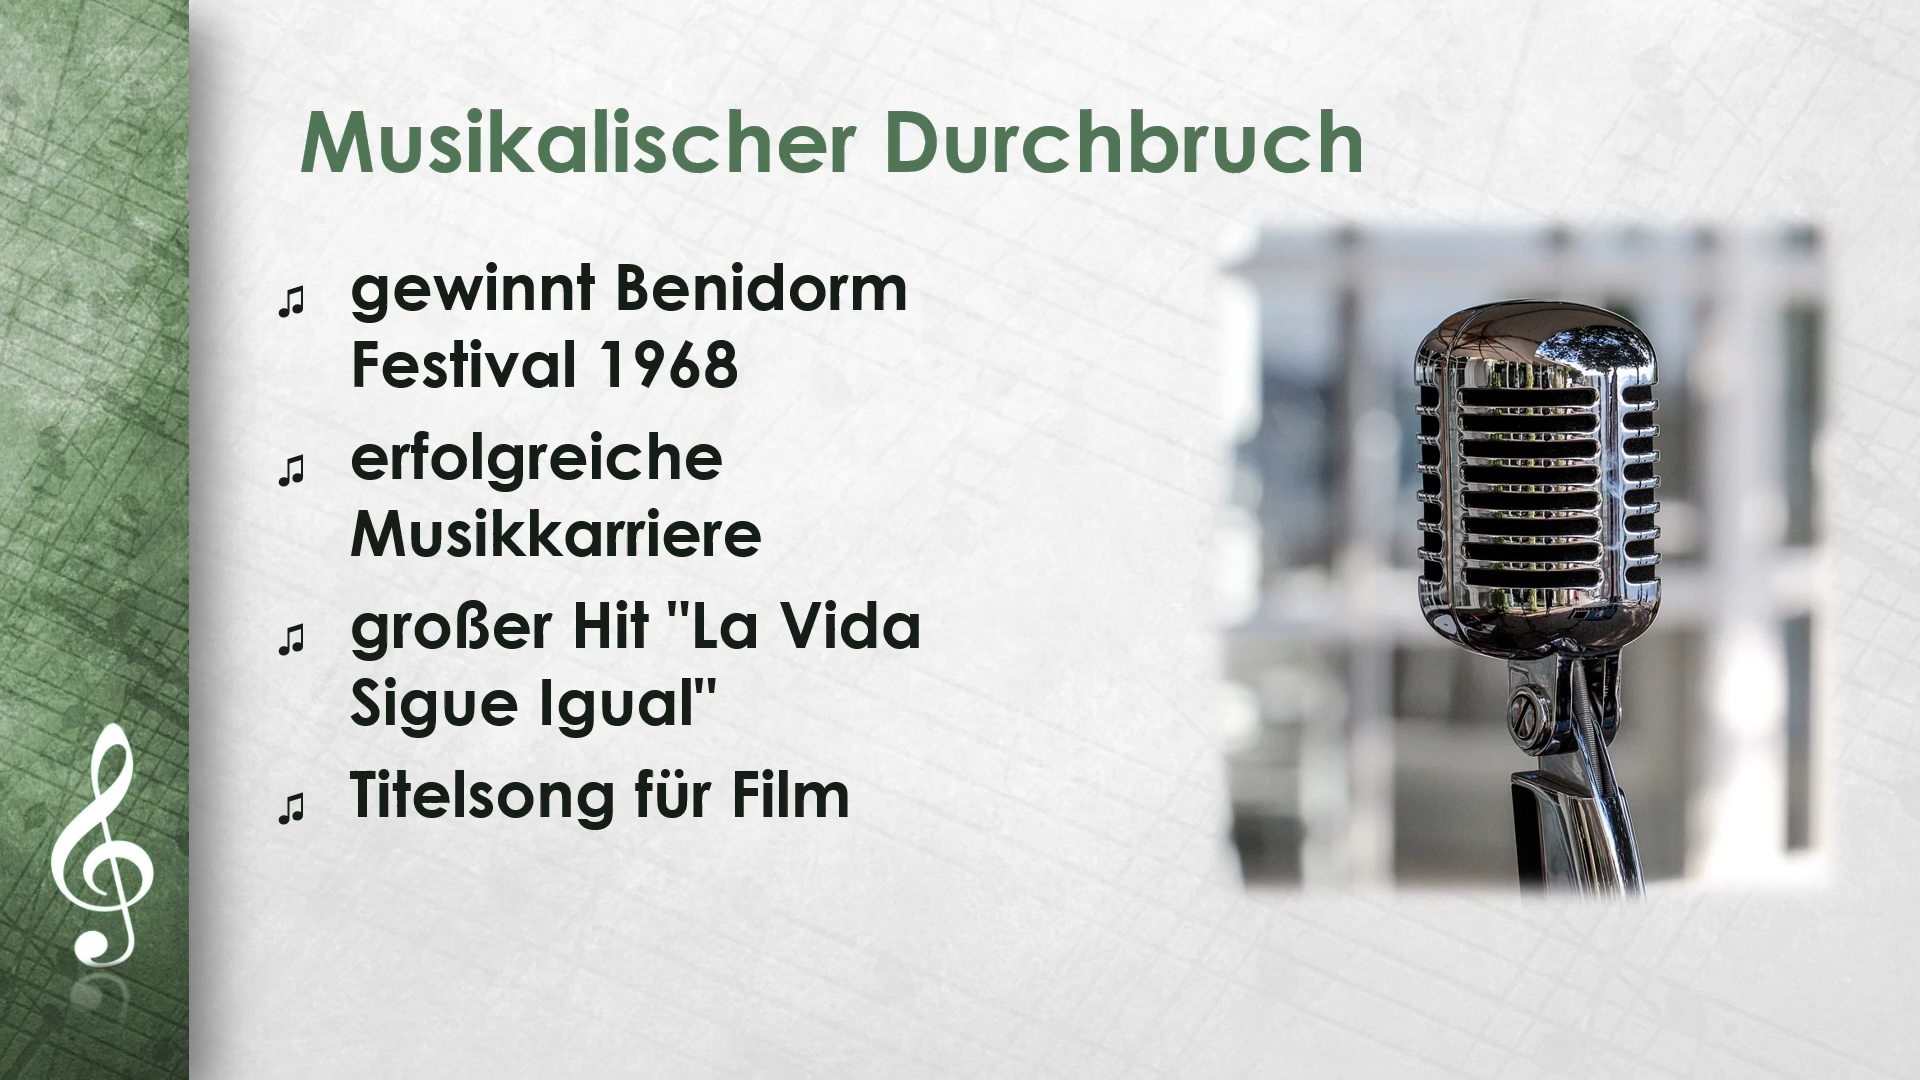 Musikalischer Durchbruch
♫ gewinnt Benidorm
Festival 1968
♫ erfolgreiche
Musikkarriere
♫ großer Hit "La Vida
Sigue Igual"
♫ Titelsong für Film